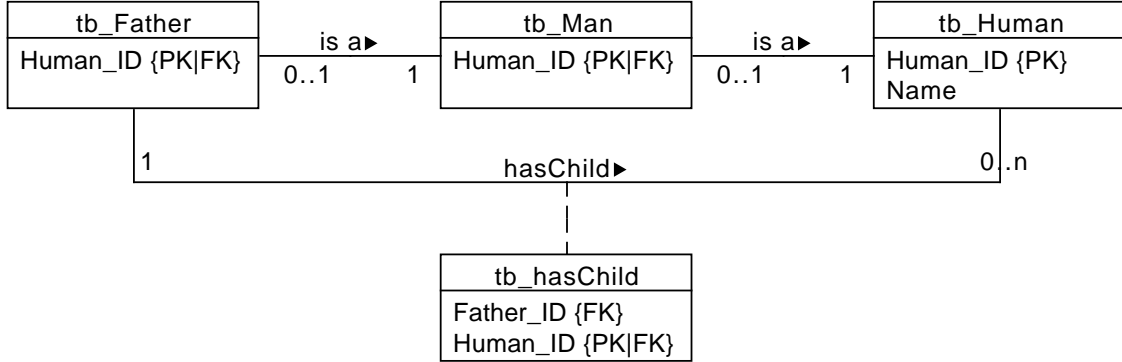 tb_Father
Human_ID {PK|FK}
is a▶
0..1
1
tb_Man
Human_ID {PK|FK}
is a▶
0..1
1
tb_Human
Human_ID {PK}
Name
1
hasChild▶
0..n
tb_hasChild
Father_ID {FK}
Human_ID {PK|FK}